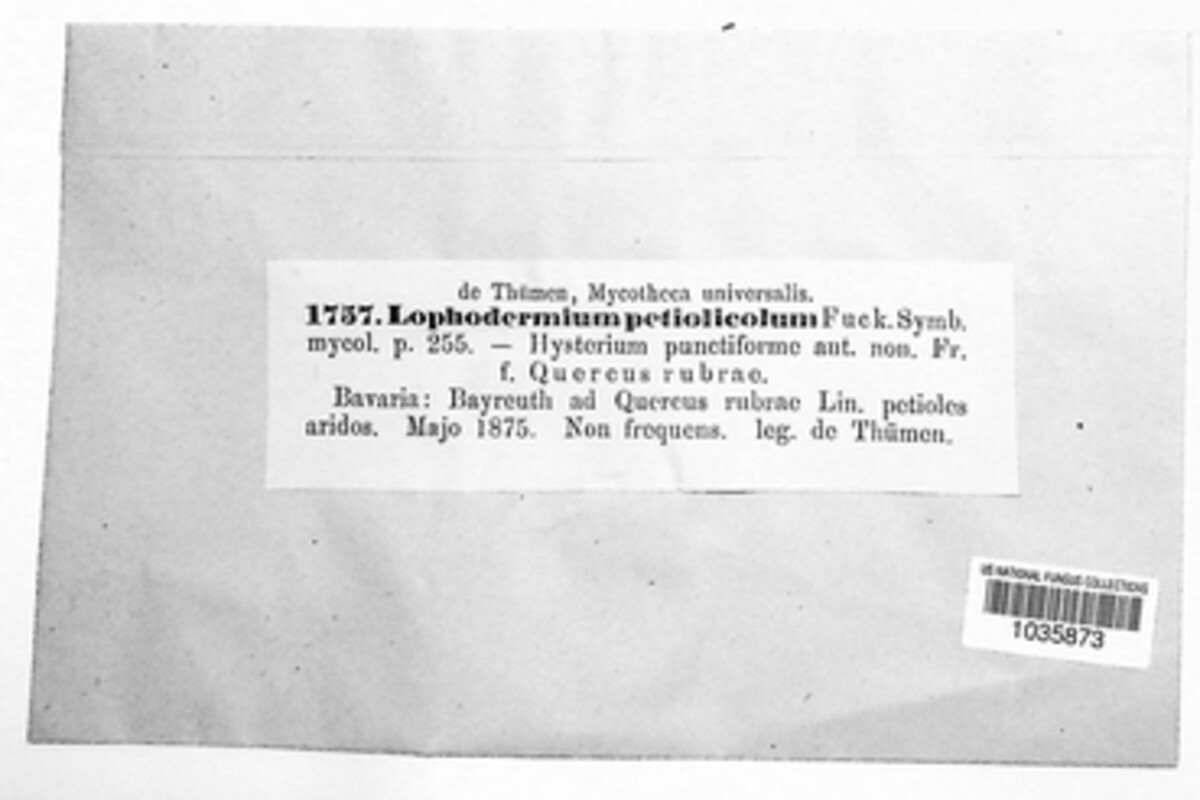 de Thümen, Mycotheca universalis.
1757. Lophodermium petiolicolum Fuck. Symb.
mycol. p. 255. — Hysterium punctiforme aut. non. Fr.
f. Quercus rubrae.
Bavaria: Bayreuth ad Quercus rubrae Lin. petioles
aridos. Majo 1875. Non frequens. leg. de Thümen.
US NATIONAL FUNGUS COLLECTIONS
1035873